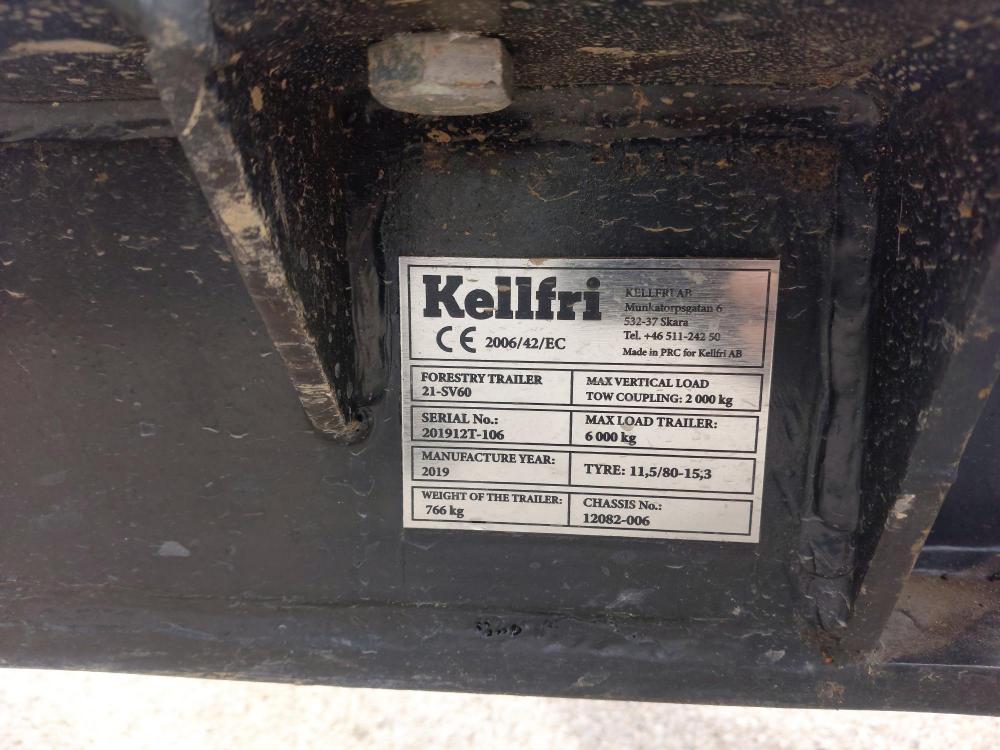 Kellfri
CE 2006/42/EC
KELLFRI AB
Munkatorpsgatan 6
532-37 Skara
Tel. +46 511-242 50
Made in PRC for Kellfri AB
FORESTRY TRAILER
21-SV60
MAX VERTICAL LOAD
TOW COUPLING: 2 000 kg
SERIAL No.:
201912T-106
MAX LOAD TRAILER:
6 000 kg
MANUFACTURE YEAR:
2019
TYRE: 11,5/80-15,3
WEIGHT OF THE TRAILER:
766 kg
CHASSIS No.:
12082-006